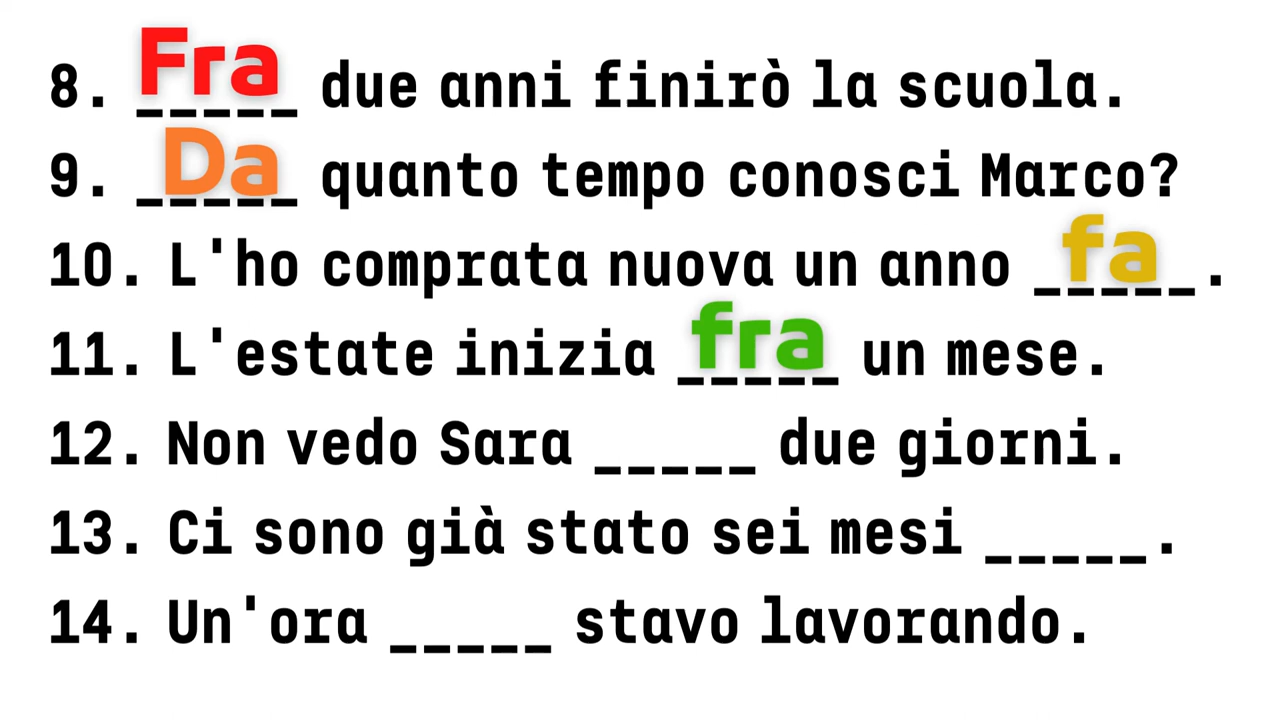 8. Fra due anni finirò la scuola.
9. Da quanto tempo conosci Marco?
10. L'ho comprata nuova un anno fa.
11. L'estate inizia fra un mese.
12. Non vedo Sara _____ due giorni.
13. Ci sono già stato sei mesi _____.
14. Un'ora _____ stavo lavorando.